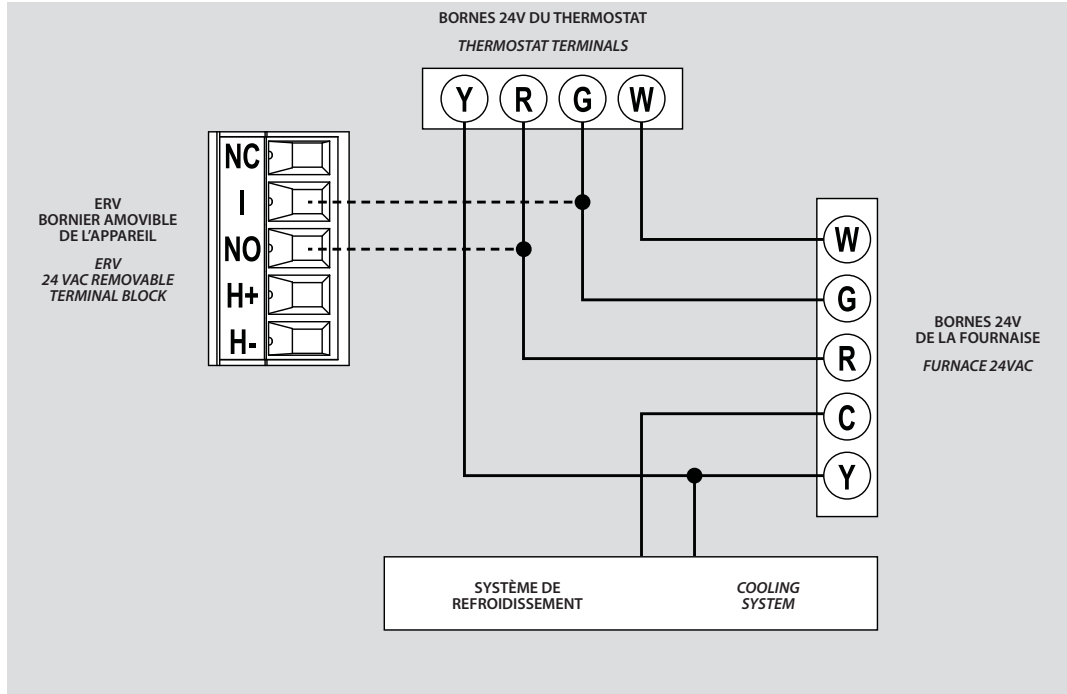 BORNES 24V DU THERMOSTAT
THERMOSTAT TERMINALS
Y R G W
NC
I
NO
H+
H-
ERV
BORNIER AMOVIBLE
DE L'APPAREIL
ERV
24 VAC REMOVABLE
TERMINAL BLOCK
W
G
R
C
Y
BORNES 24V
DE LA FOURNAISE
FURNACE 24VAC
SYSTÈME DE
REFROIDISSEMENT
COOLING
SYSTEM